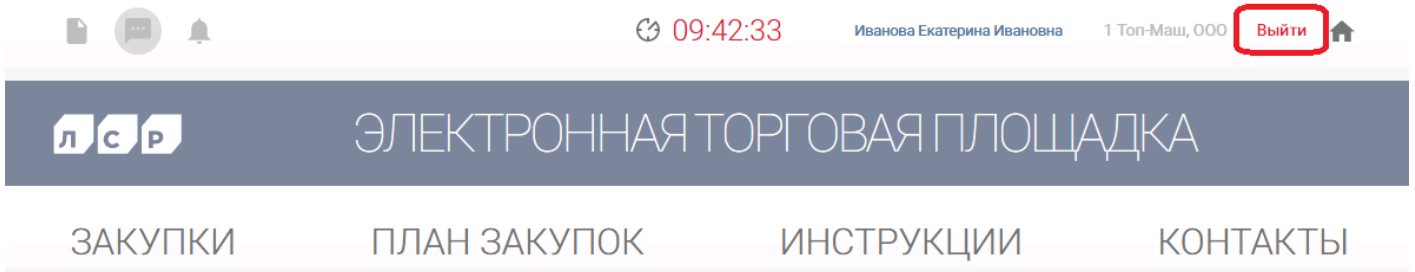 09:42:33 Иванова Екатерина Ивановна 1 Топ-Маш, ООО Выйти
ЛСР ЭЛЕКТРОННАЯ ТОРГОВАЯ ПЛОЩАДКА
ЗАКУПКИ ПЛАН ЗАКУПОК ИНСТРУКЦИИ КОНТАКТЫ